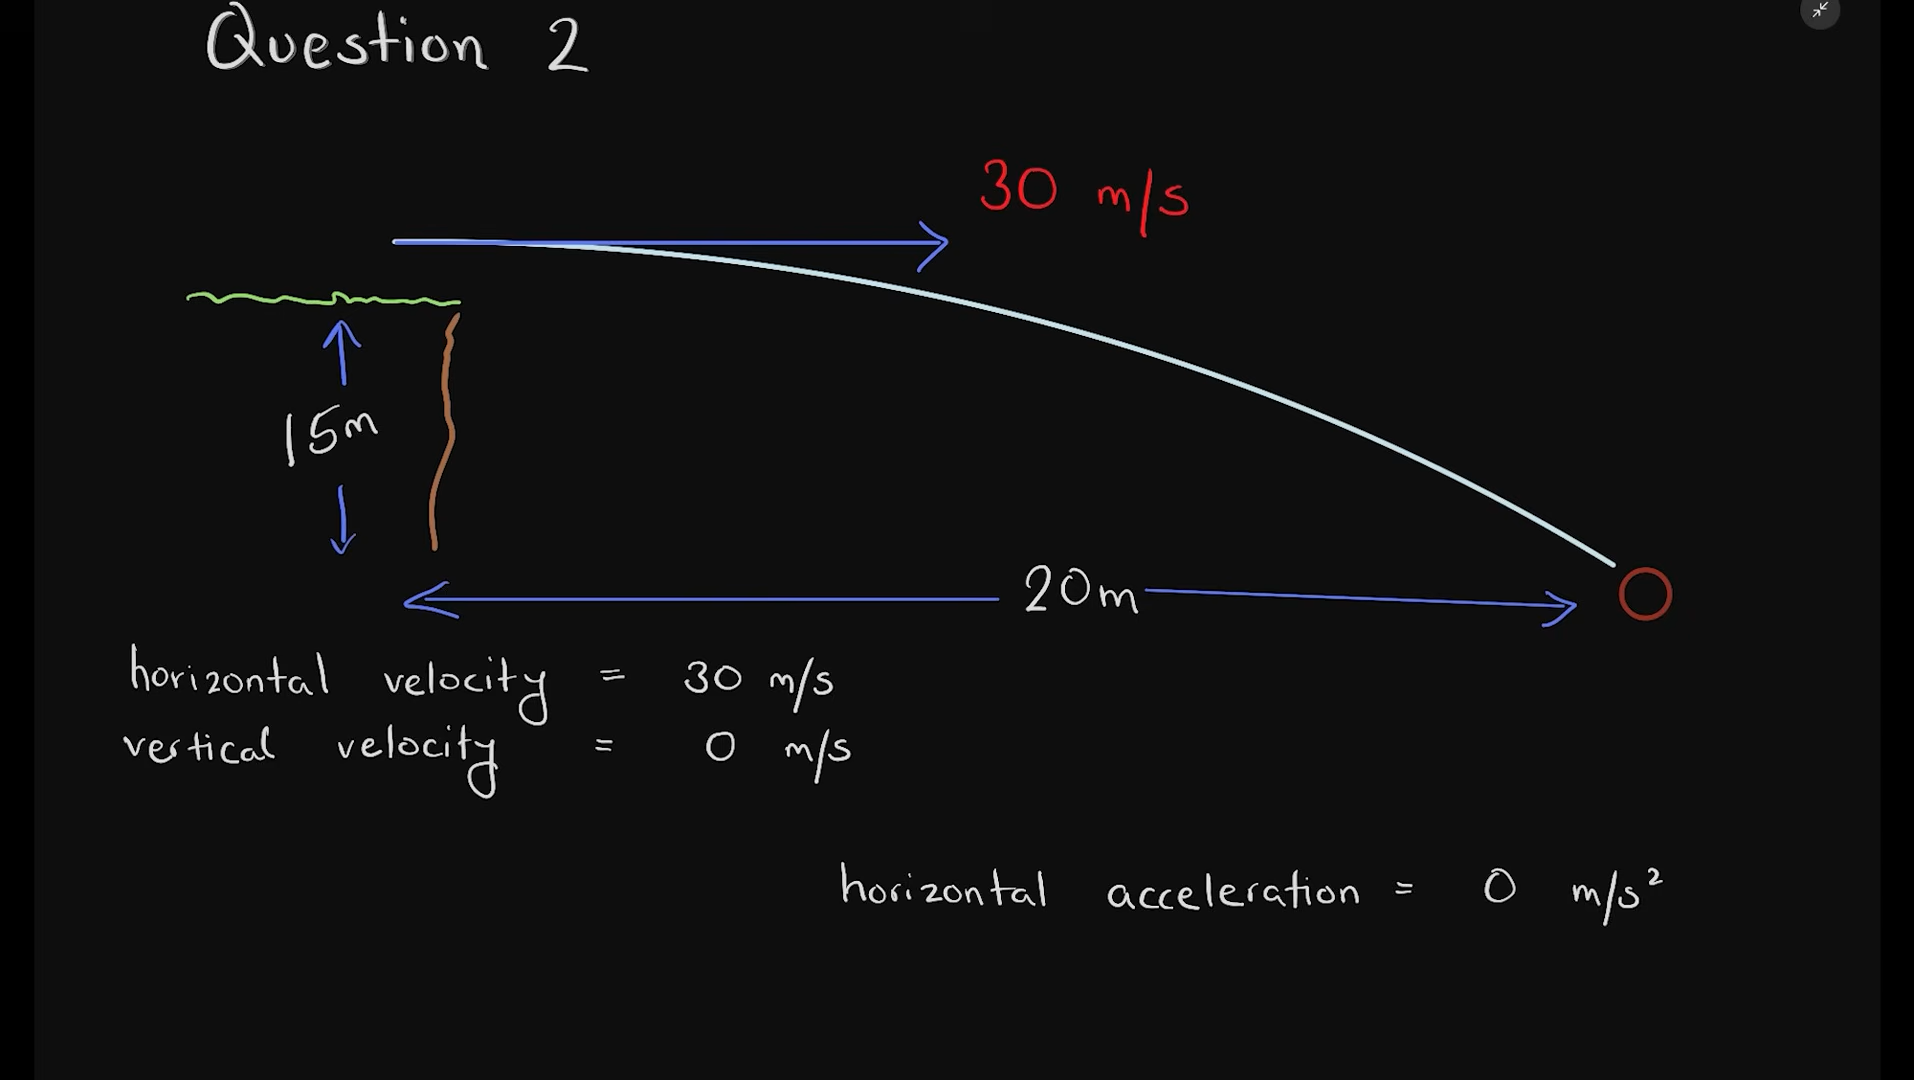 Question 2
30 m/s
15m
20m
horizontal velocity = 30 m/s
vertical velocity = 0 m/s
horizontal acceleration = 0 m/s²